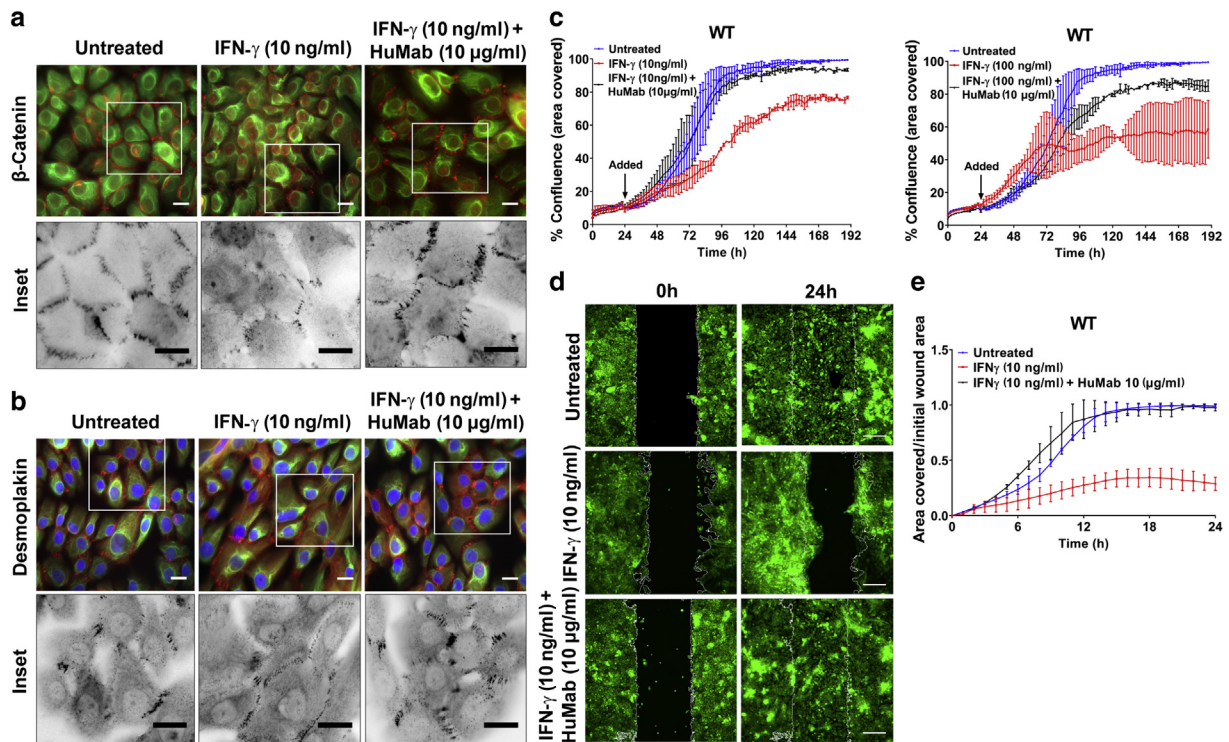 a
Untreated
IFN-γ (10 ng/ml)
IFN-γ (10 ng/ml) +
HuMab (10 μg/ml)
β-Catenin
Inset
b
Untreated
IFN-γ (10 ng/ml)
IFN-γ (10 ng/ml) +
HuMab (10 μg/ml)
Desmoplakin
Inset
c
WT
Untreated
IFN-γ (10ng/ml)
IFN-γ (10ng/ml) +
HuMab (10μg/ml)
% Confluence (area covered)
100
80
60
40
20
0
Added
0 24 48 72 96 120 144 168 192
Time (h)
WT
Untreated
IFN-γ (100 ng/ml)
IFN-γ (100 ng/ml) +
HuMab (10 μg/ml)
% Confluence (area covered)
100
80
60
40
20
0
Added
0 24 48 72 96 120 144 168 192
Time (h)
d
0h
24h
Untreated
IFN-γ (10 ng/ml)
IFN-γ (10 ng/ml) +
HuMab (10 μg/ml)
e
WT
Untreated
IFNγ (10 ng/ml)
IFNγ (10 ng/ml) + HuMab 10 (μg/ml)
Area covered/initial wound area
1.5
1.0
0.5
0.0
0 6 12 18 24
Time (h)